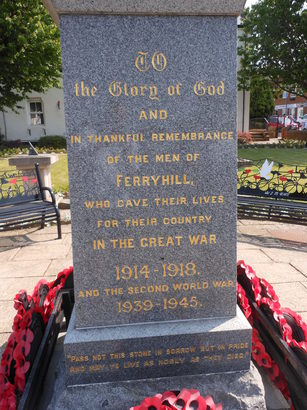 TO
the Glory of God
AND
IN THANKFUL REMEMBRANCE
OF THE MEN OF
FERRYHILL,
WHO GAVE THEIR LIVES
FOR THEIR COUNTRY
IN THE GREAT WAR
1914-1918.
AND THE SECOND WORLD WAR
1939-1945.
"PASS NOT THIS STONE IN SORROW BUT IN PRIDE
AND MAY YE LIVE AS NOBLY AS THEY DIED"